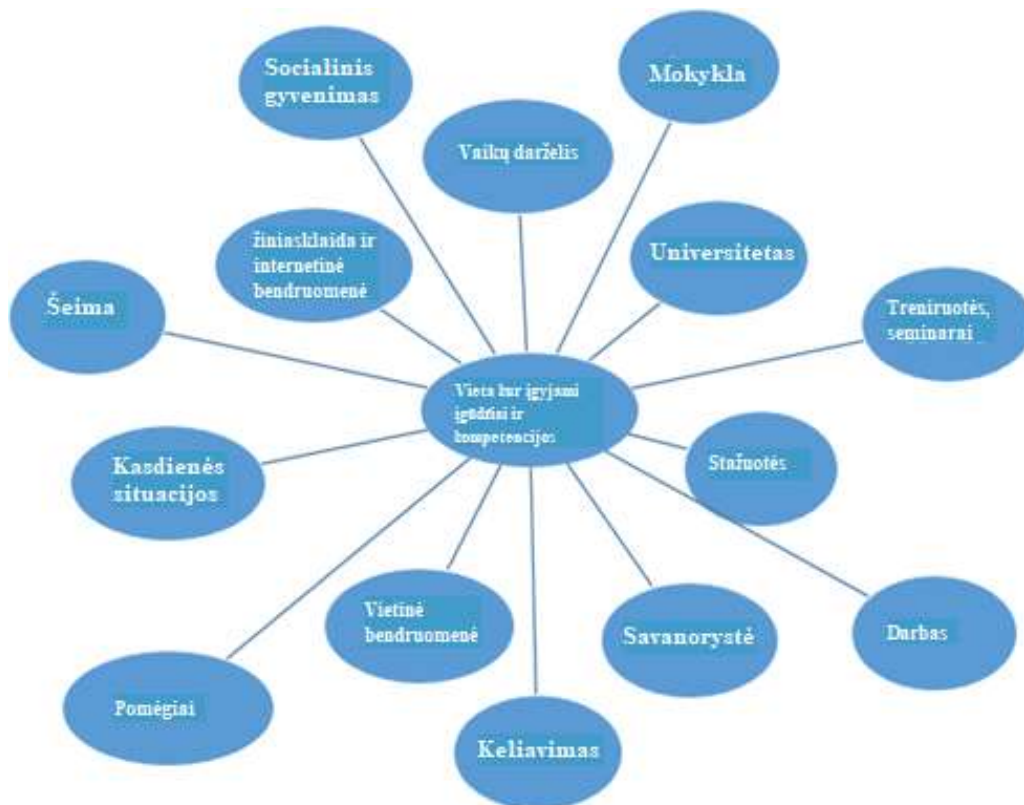 Socialinis
gyvenimas
Mokykla
Vaikų darželis
žiniasklaida ir
internetinė
bendruomenė
Universitetas
Šeima
Treniruotės,
seminarai
Vieta kur įgyjami
įgūdžiai ir
kompetencijos
Kasdienės
situacijos
Stažuotės
Vietinė
bendruomenė
Savanorystė
Darbas
Pomėgiai
Keliavimas